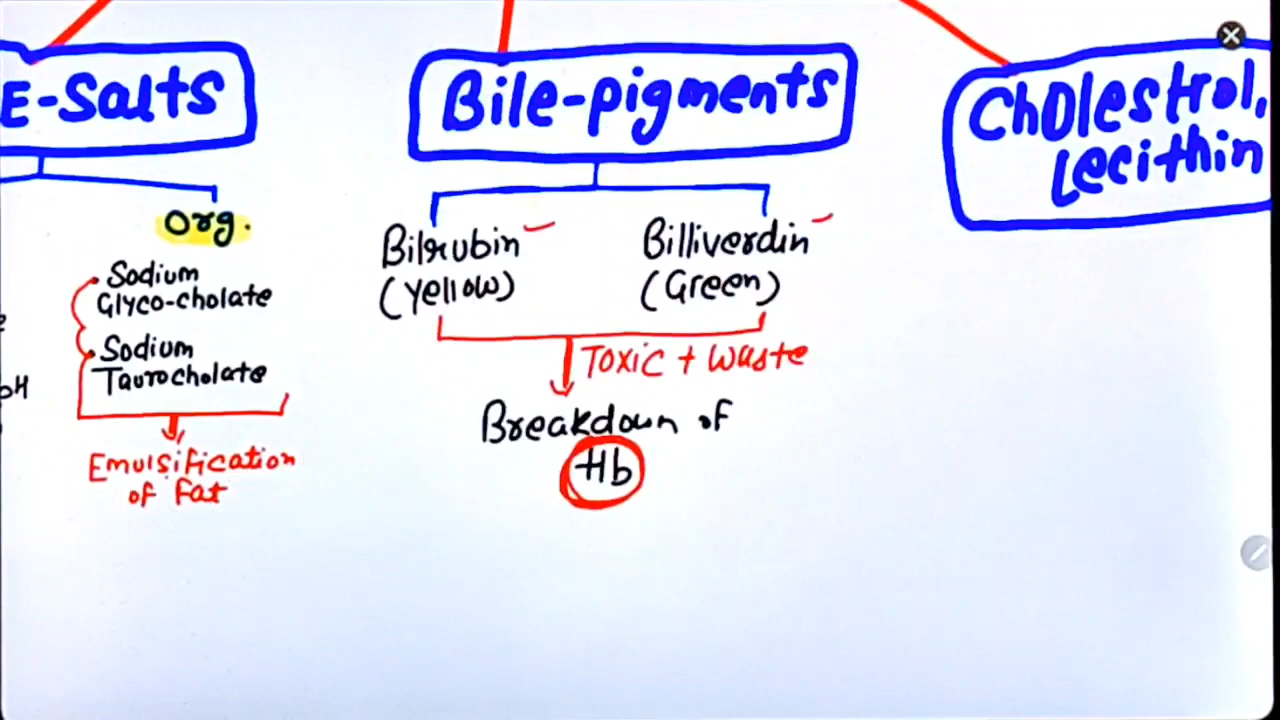 E-Salts
Bile-pigments
Cholestrol,
Lecithin
Org.
Sodium
Glyco-cholate
Sodium
Taurocholate
Emulsification
of Fat
pH
Bilirubin
(Yellow)
Billiverdin
(Green)
Toxic + Waste
Breakdown of
Hb